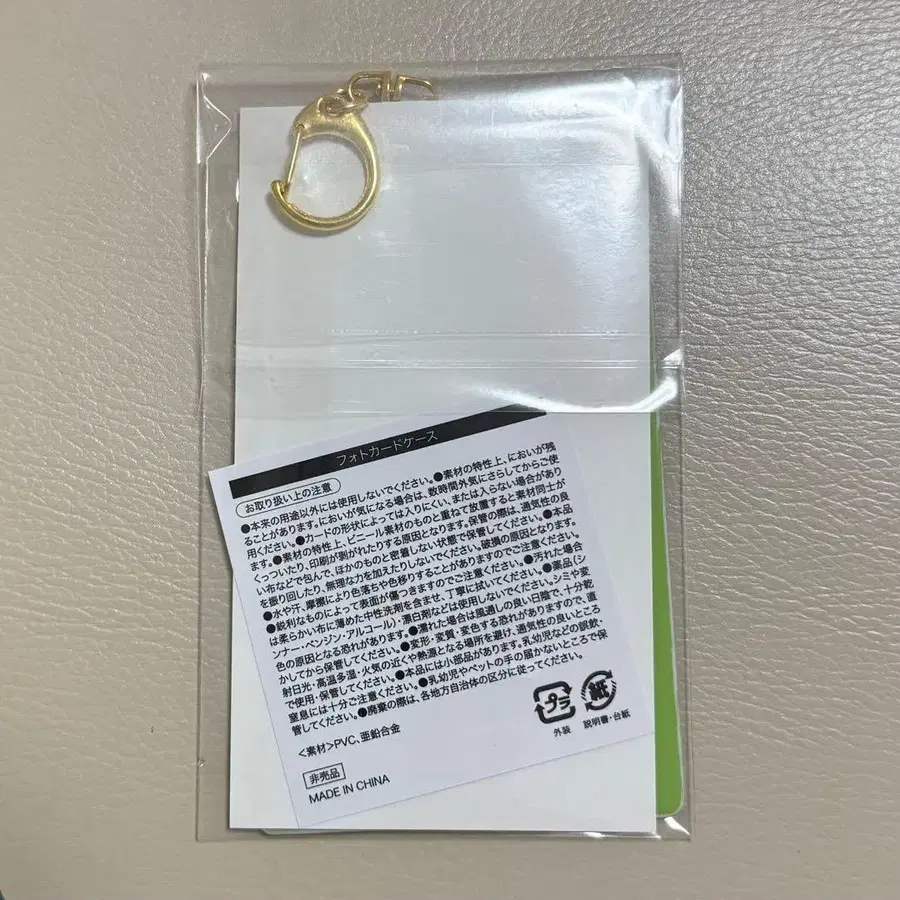 フォトカードケース
お取り扱い上の注意
●本来の用途以外には使用しないでください。●素材の特性上、においが残
ることがあります。においが気になる場合は、数時間外気にさらしてからご使
用ください。●カードの形状によっては入りにくい、または入らない場合があり
ます。●素材の特性上、ビニール素材のものと重ねて放置すると素材同士が
くっついたり、印刷が剥がれたりする原因となります。保管の際は、通気性の良
い布などで包んで、ほかのものと密着しない状態で保管してください。●本品
を振り回したり、無理な力を加えたりしないでください。破損の原因となります。
●水や汗、摩擦により色落ちや色移りすることがありますのでご注意ください。
●鋭利なものによって表面が傷つきますのでご注意ください。●汚れた場合
は柔らかい布に薄めた中性洗剤を含ませ、丁寧に拭いてください。●薬品(シ
ンナー・ベンジン・アルコール)・漂白剤などは使用しないでください。シミや変
色の原因となる恐れがあります。●濡れた場合は風通しの良い日陰で、十分乾
かしてから保管してください。●変形・変質・変色する恐れがありますので、直
射日光・高温多湿・火気の近くや熱源となる場所を避け、通気性の良いところ
で使用・保管してください。●本品には小部品があります。乳幼児などの誤飲、
窒息には十分ご注意ください。●乳幼児やペットの手の届かないところで保
管してください。●廃棄の際は、各地方自治体の区分に従ってください。
<素材>PVC、亜鉛合金
プラ
外装
紙
説明書・台紙
非売品
MADE IN CHINA